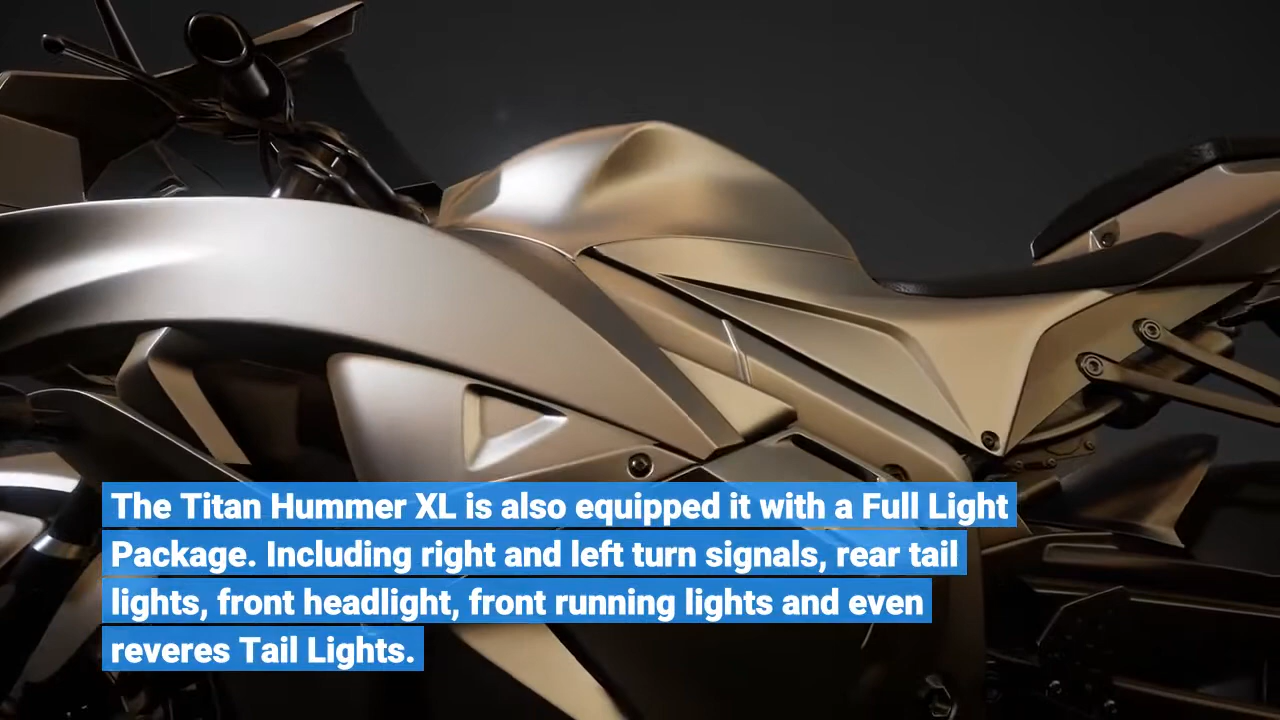 The Titan Hummer XL is also equipped it with a Full Light
Package. Including right and left turn signals, rear tail
lights, front headlight, front running lights and even
reveres Tail Lights.